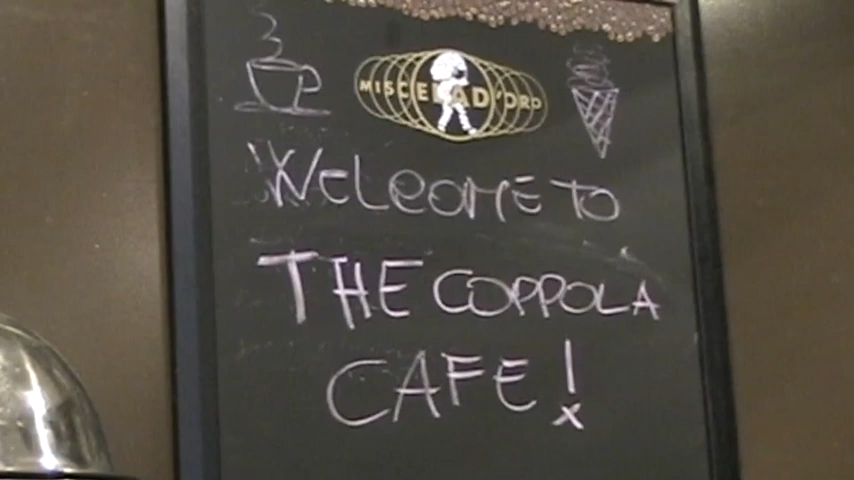 MISCELA D'ORO
WELCOME TO
THE COPPOLA
CAFE!